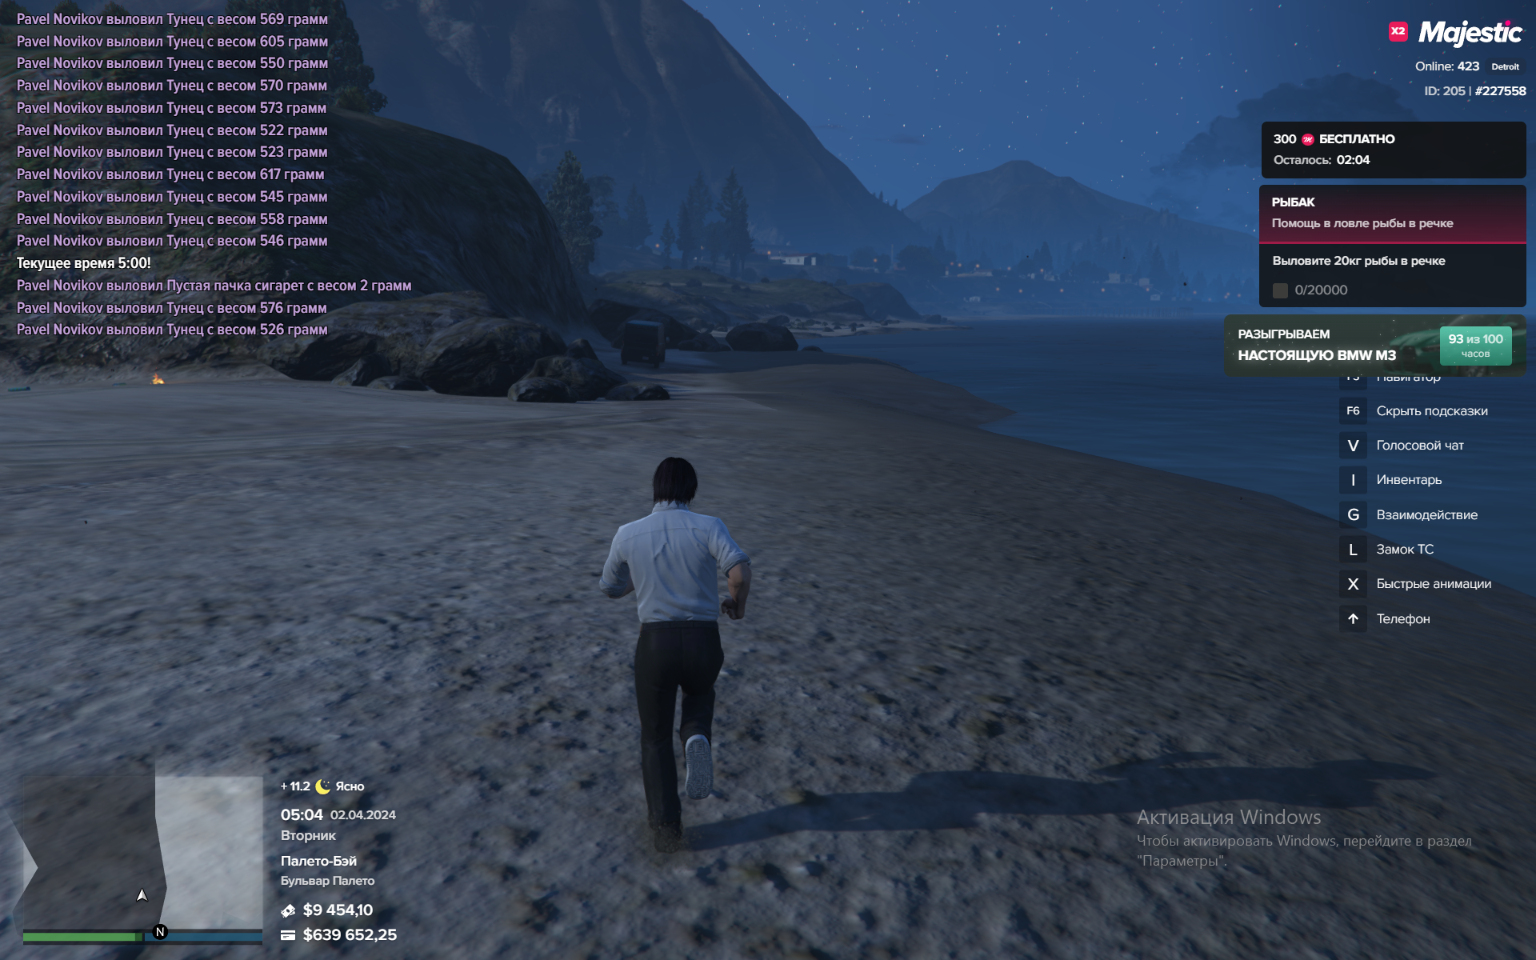 Pavel Novikov выловил Тунец с весом 569 грамм
Pavel Novikov выловил Тунец с весом 605 грамм
Pavel Novikov выловил Тунец с весом 550 грамм
Pavel Novikov выловил Тунец с весом 570 грамм
Pavel Novikov выловил Тунец с весом 573 грамм
Pavel Novikov выловил Тунец с весом 522 грамм
Pavel Novikov выловил Тунец с весом 523 грамм
Pavel Novikov выловил Тунец с весом 617 грамм
Pavel Novikov выловил Тунец с весом 545 грамм
Pavel Novikov выловил Тунец с весом 558 грамм
Pavel Novikov выловил Тунец с весом 546 грамм
Текущее время 5:00!
Pavel Novikov выловил Пустая пачка сигарет с весом 2 грамм
Pavel Novikov выловил Тунец с весом 576 грамм
Pavel Novikov выловил Тунец с весом 526 грамм
X2 Majestic
Online: 423 Detroit
ID: 205 | #227558
300 БЕСПЛАТНО
Осталось: 02:04
РЫБАК
Помощь в ловле рыбы в речке
Выловите 20кг рыбы в речке
0/20000
РАЗЫГРЫВАЕМ
НАСТОЯЩУЮ BMW M3
93 из 100
часов
Навигатор
F6 Скрыть подсказки
V Голосовой чат
I Инвентарь
G Взаимодействие
L Замок ТС
X Быстрые анимации
Телефон
+ 11.2 Ясно
05:04 02.04.2024
Вторник
Палето-Бэй
Бульвар Палето
$9 454,10
$639 652,25
N
Активация Windows
Чтобы активировать Windows, перейдите в раздел
"Параметры".